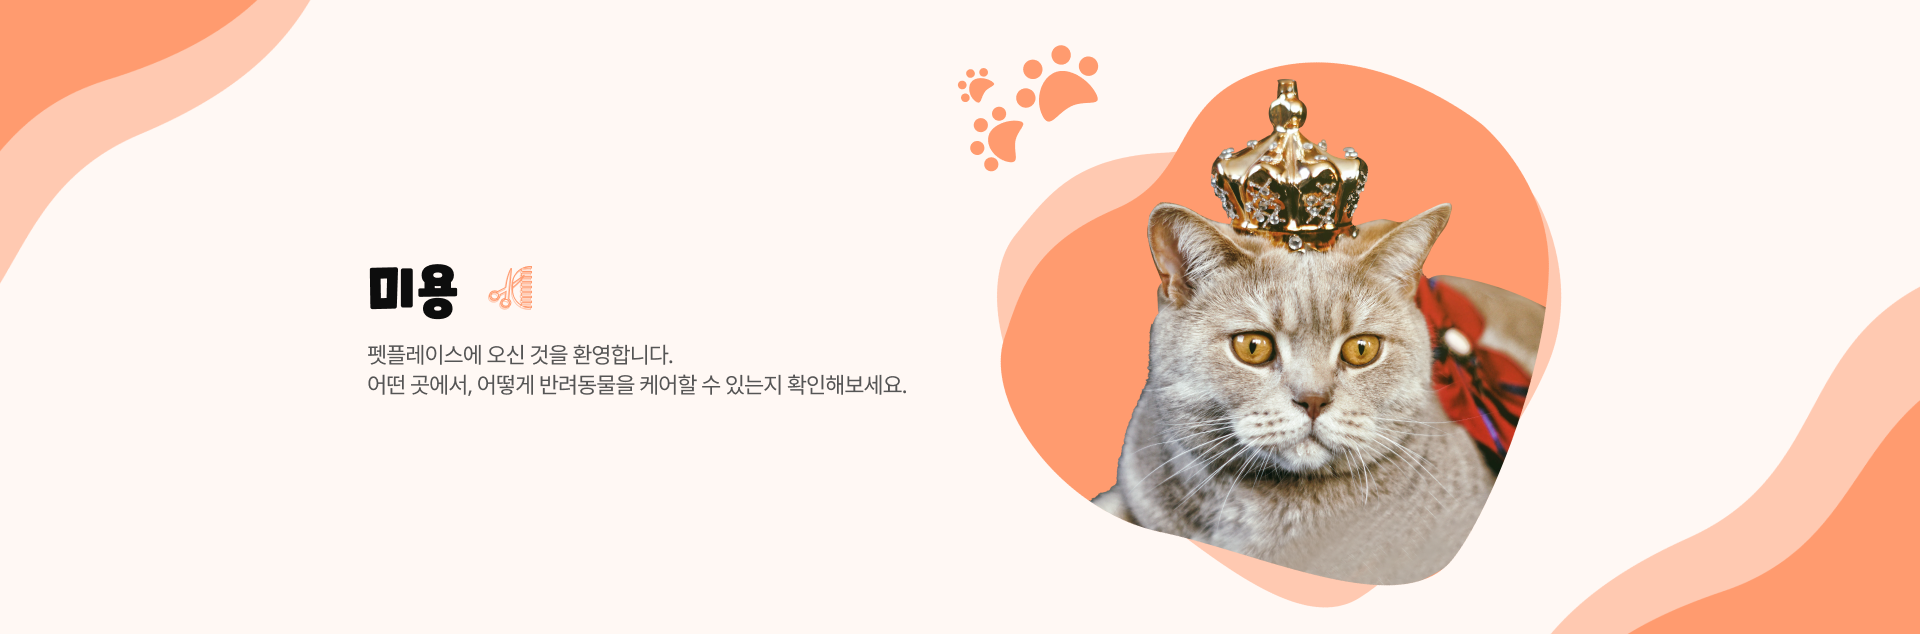 미용
펫플레이스에 오신 것을 환영합니다.
어떤 곳에서, 어떻게 반려동물을 케어할 수 있는지 확인해보세요.